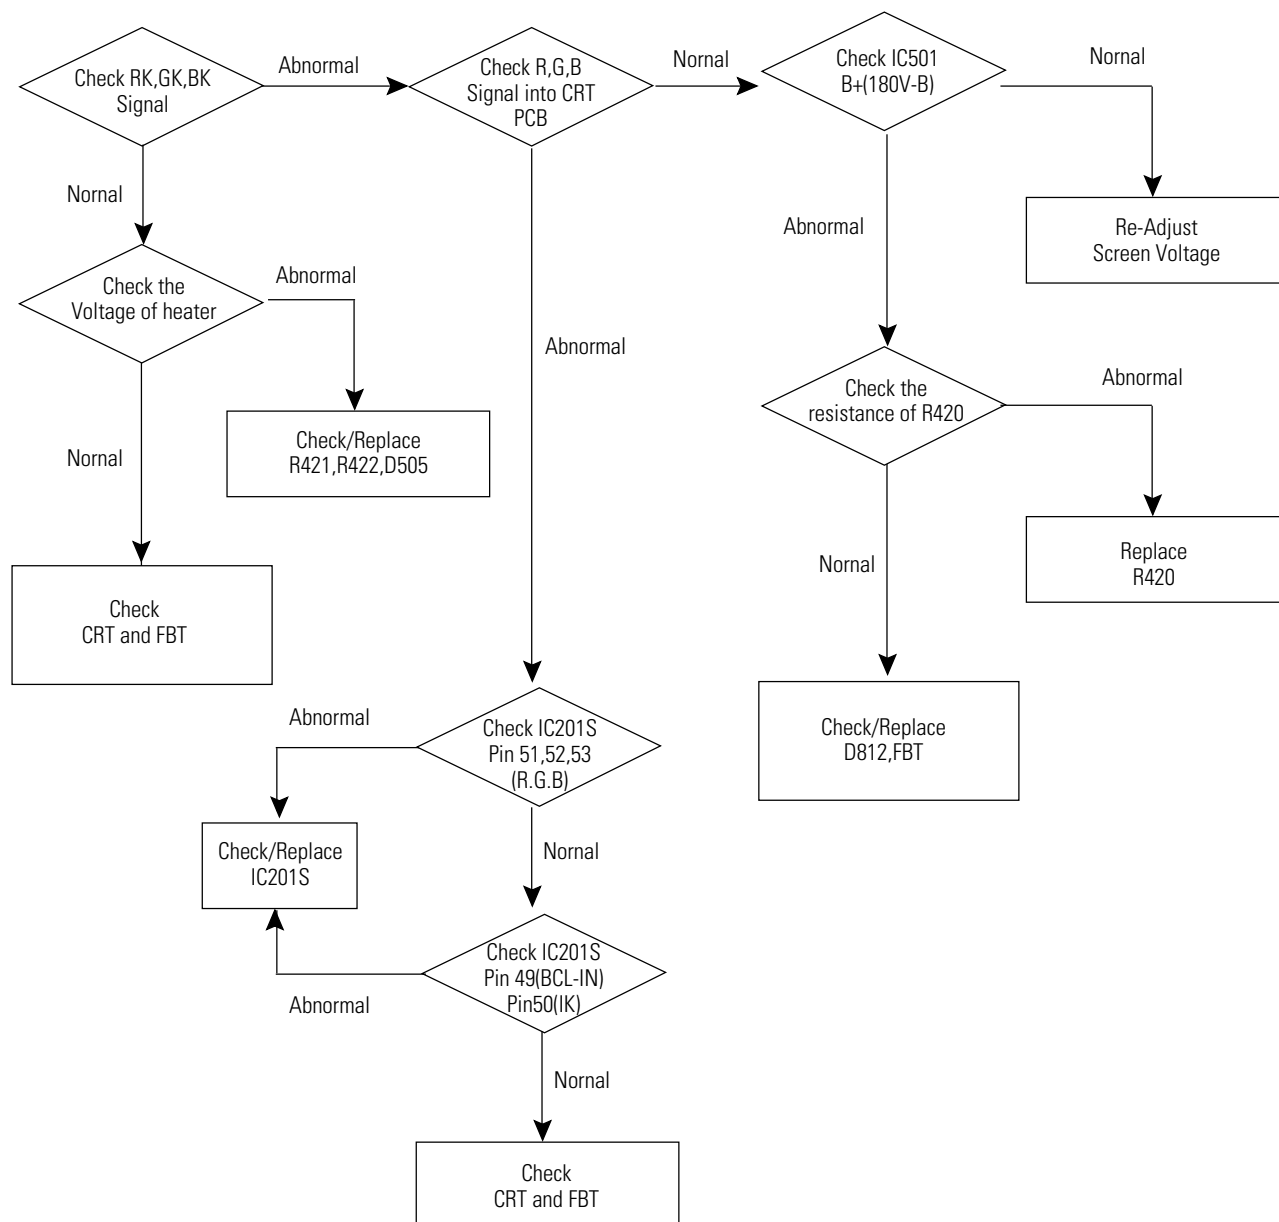 Check RK,GK,BK
Signal
Abnormal
Check R,G,B
Signal into CRT
PCB
Nornal
Check IC501
B+(180V-B)
Nornal
Nornal
Abnormal
Re-Adjust
Screen Voltage
Check the
Voltage of heater
Abnormal
Abnormal
Check the
resistance of R420
Abnormal
Nornal
Check/Replace
R421,R422,D505
Nornal
Replace
R420
Check
CRT and FBT
Abnormal
Check IC201S
Pin 51,52,53
(R.G.B)
Check/Replace
D812,FBT
Check/Replace
IC201S
Nornal
Check IC201S
Pin 49(BCL-IN)
Pin50(IK)
Abnormal
Nornal
Check
CRT and FBT